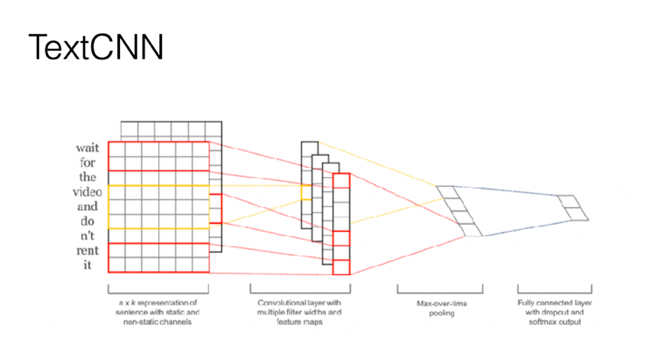 TextCNN
wait
for
the
video
and
do
n't
rent
it
n x k representation of
sentence with static and
non-static channels
Convolutional layer with
multiple filter widths and
feature maps
Max-over-time
pooling
Fully connected layer
with dropout and
softmax output